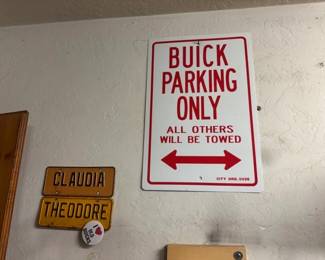 BUICK
PARKING
ONLY
ALL OTHERS
WILL BE TOWED
CLAUDIA
THEODORE
I